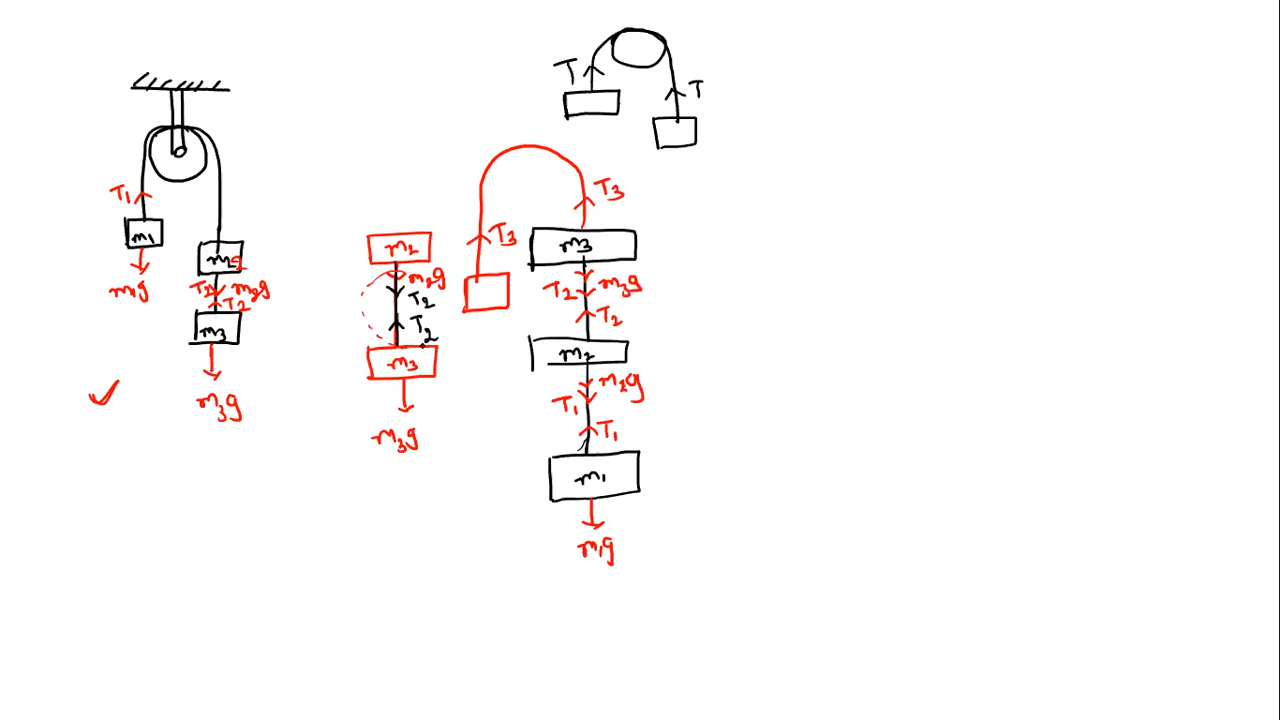 T T
T₁
m₁
m₁g
m₂
T₂ m₂g
T₂
m₃
m₃g
m₂
m₂g
T₂
T₂
m₃
m₃g
T₃
T₃
m₃
T₂ m₃g
T₂
m₂
m₂g
T₁
T₁
m₁
m₁g